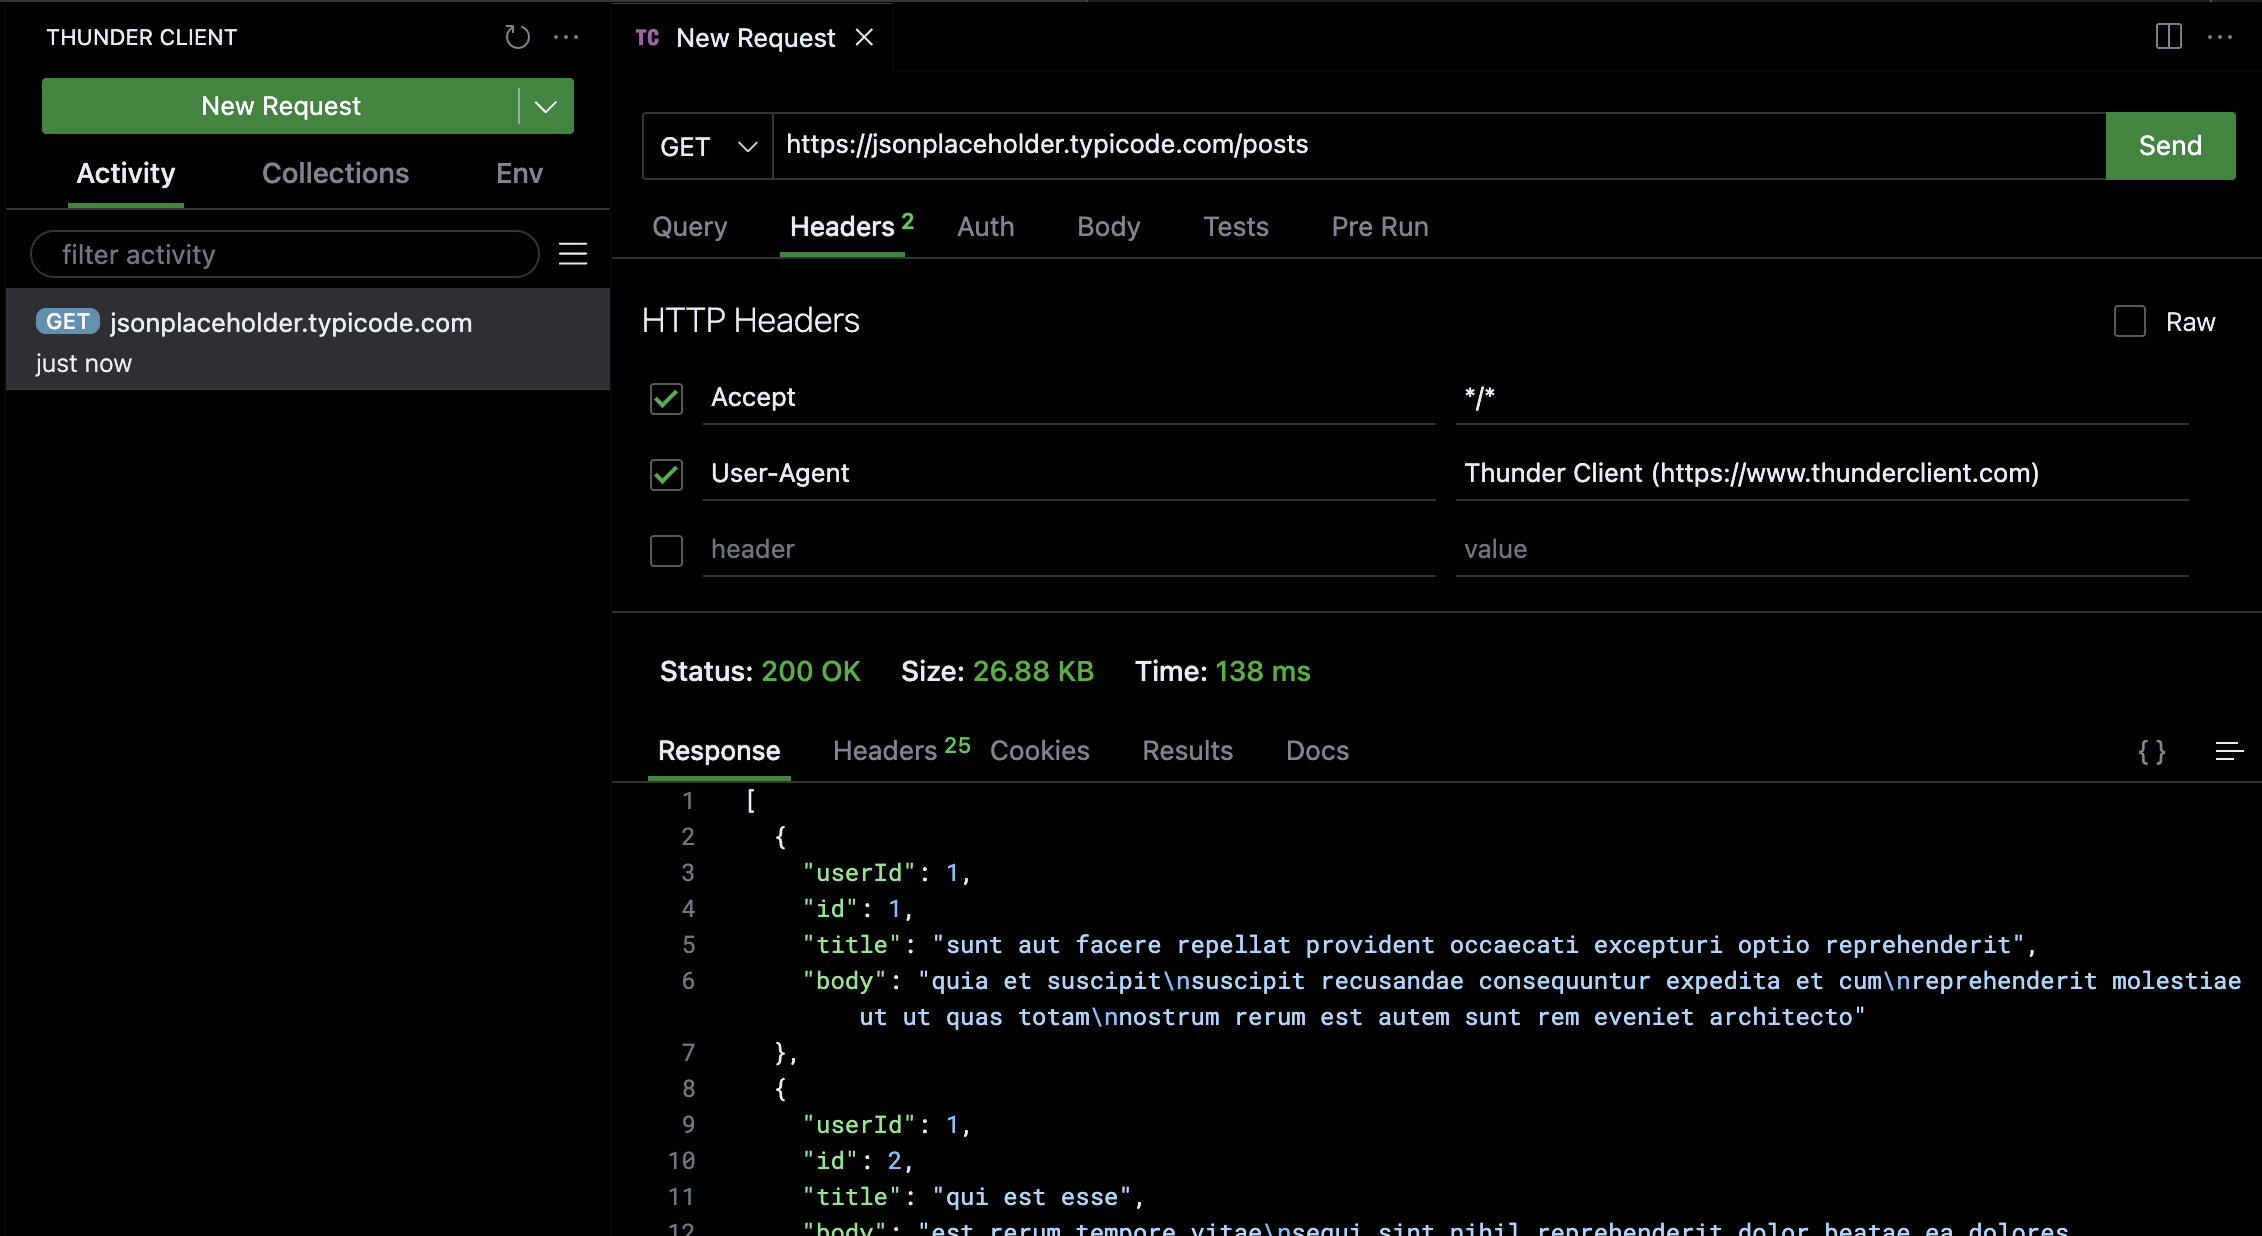 THUNDER CLIENT
New Request
Activity Collections Env
filter activity
GET jsonplaceholder.typicode.com
just now
TC New Request
GET https://jsonplaceholder.typicode.com/posts Send
Query Headers 2 Auth Body Tests Pre Run
HTTP Headers Raw
Accept */*
User-Agent Thunder Client (https://www.thunderclient.com)
header value
Status: 200 OK Size: 26.88 KB Time: 138 ms
Response Headers 25 Cookies Results Docs {}
1 [
2 {
3 "userId": 1,
4 "id": 1,
5 "title": "sunt aut facere repellat provident occaecati excepturi optio reprehenderit",
6 "body": "quia et suscipit\nsuscipit recusandae consequuntur expedita et cum\nreprehenderit molestiae
ut ut quas totam\nnostrum rerum est autem sunt rem eveniet architecto"
7 },
8 {
9 "userId": 1,
10 "id": 2,
11 "title": "qui est esse",
12 "body": "est rerum tempore vitae\nsequi sint nihil reprehenderit dolor beatae ea dolores